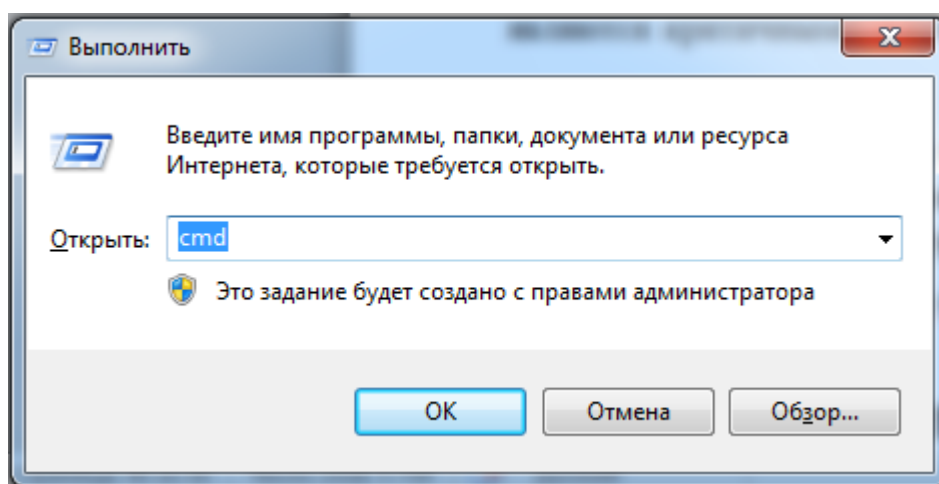 Выполнить
Введите имя программы, папки, документа или ресурса
Интернета, которые требуется открыть.
Открыть: cmd
Это задание будет создано с правами администратора
ОК Отмена Обзор...